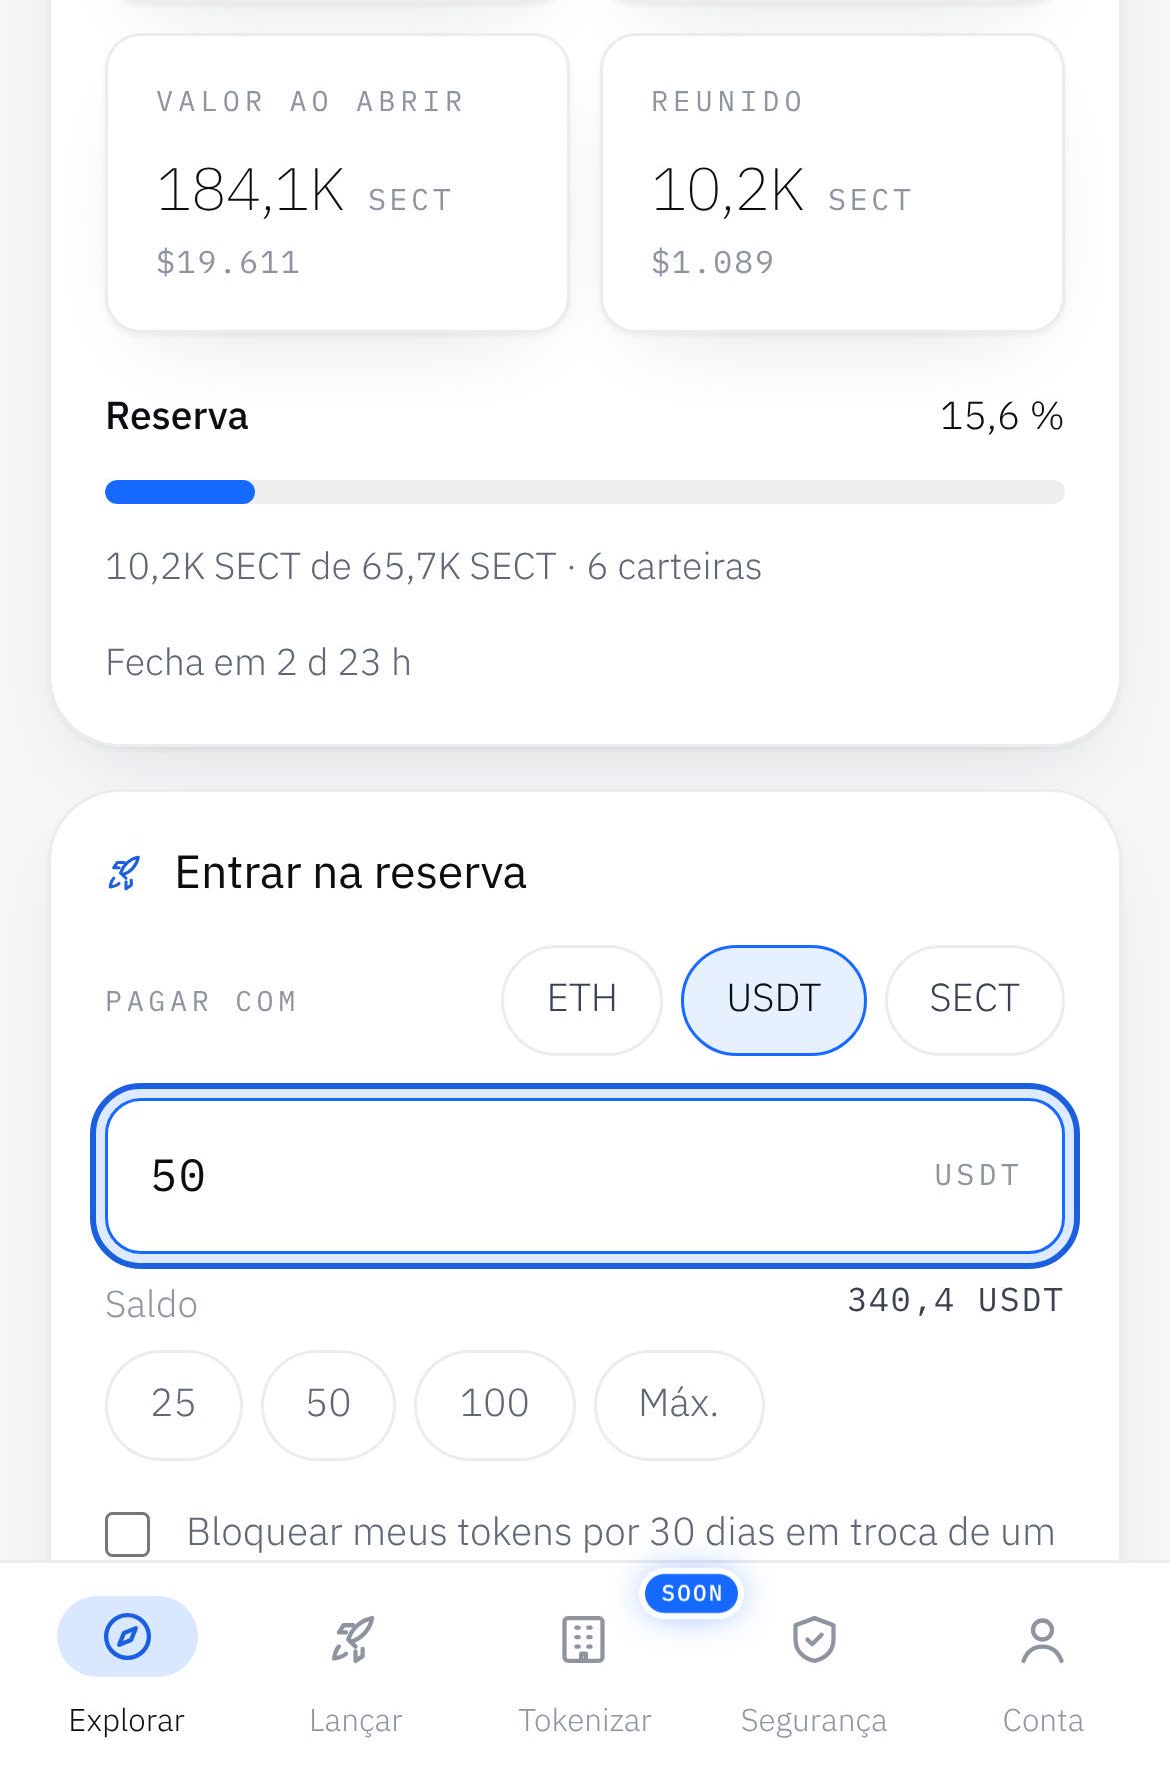 VALOR AO ABRIR
184,1K SECT
$19.611
REUNIDO
10,2K SECT
$1.089
Reserva
15,6 %
10,2K SECT de 65,7K SECT · 6 carteiras
Fecha em 2 d 23 h
Entrar na reserva
PAGAR COM
ETH
USDT
SECT
50
USDT
Saldo
340,4 USDT
25
50
100
Máx.
Bloquear meus tokens por 30 dias em troca de um
SOON
Explorar
Lançar
Tokenizar
Segurança
Conta